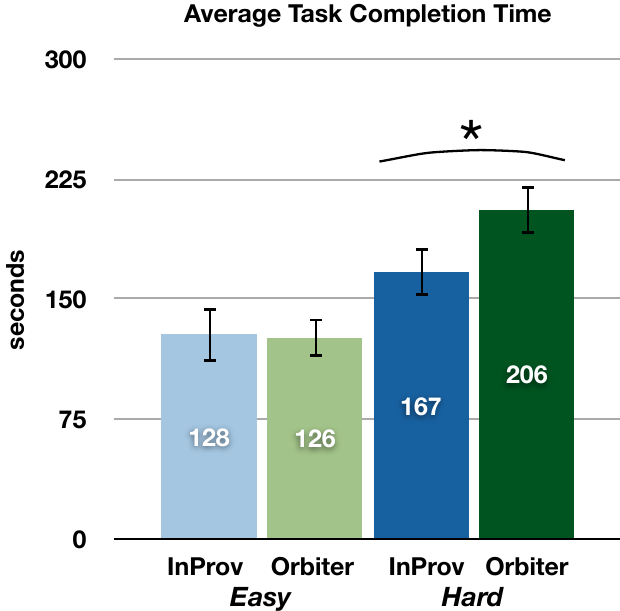 Average Task Completion Time
300
*
225
seconds
150
206
167
75
128 126
0
InProv Orbiter InProv Orbiter
Easy Hard